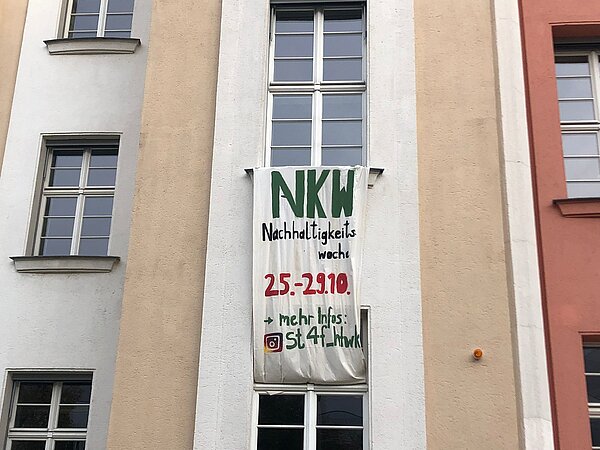 NKW
Nachhaltigkeits
woche
25.-29.10.
→ mehr Infos:
St4f_htwk